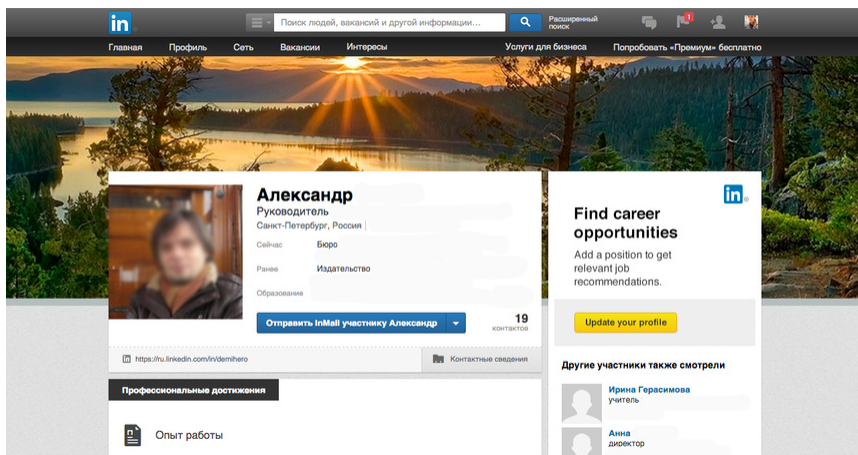 in
Поиск людей, вакансий и другой информации...
Расширенный поиск
1
Главная Профиль Сеть Вакансии Интересы Услуги для бизнеса Попробовать «Премиум» бесплатно
Александр
Руководитель
Санкт-Петербург, Россия
Сейчас Бюро
Ранее Издательство
Образование
Отправить InMail участнику Александр
19
контактов
in https://ru.linkedin.com/in/demihero
Контактные сведения
Профессиональные достижения
Опыт работы
in
Find career
opportunities
Add a position to get
relevant job
recommendations.
Update your profile
Другие участники также смотрели
Ирина Герасимова
учитель
Анна
директор